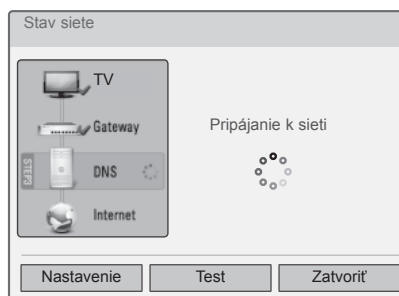 Stav siete
TV
Gateway
Pripájanie k sieti
STEP3
DNS
Internet
Nastavenie
Test
Zatvoriť